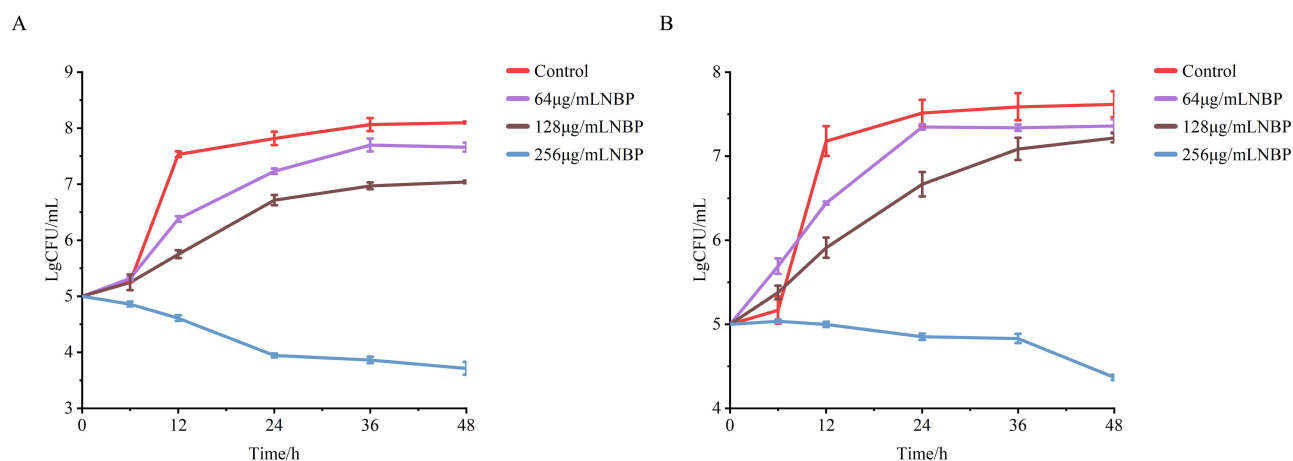 A
LgCFU/mL
9
8
7
6
5
4
3
0
12
24
36
48
Time/h
Control
64μg/mLNBP
128μg/mLNBP
256μg/mLNBP
B
LgCFU/mL
8
7
6
5
4
0
12
24
36
48
Time/h
Control
64μg/mLNBP
128μg/mLNBP
256μg/mLNBP